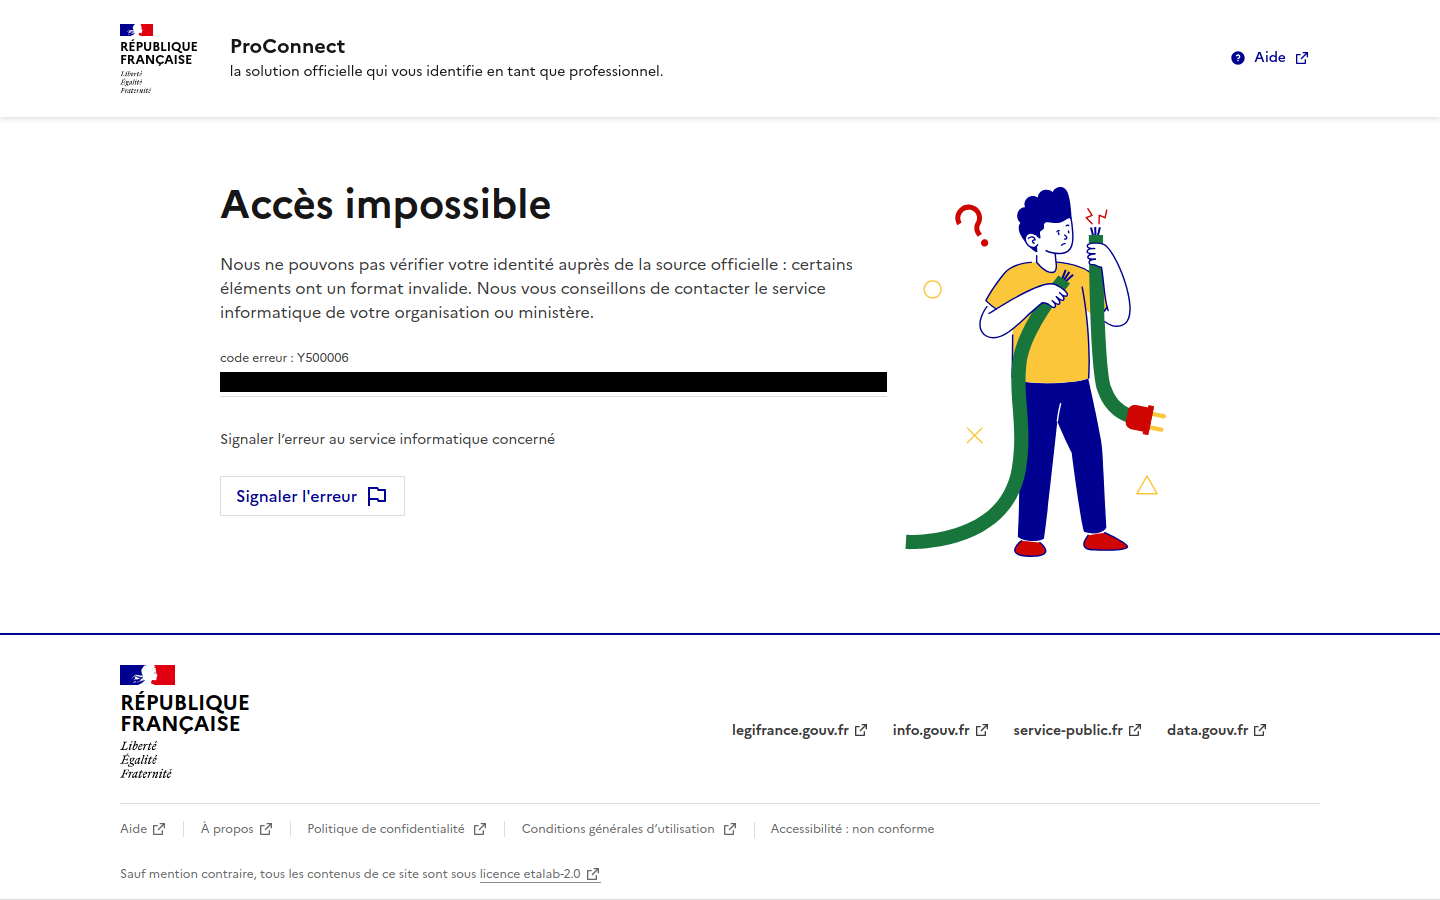 RÉPUBLIQUE
FRANÇAISE
Liberté
Égalité
Fraternité
ProConnect
la solution officielle qui vous identifie en tant que professionnel.
Aide
Accès impossible
Nous ne pouvons pas vérifier votre identité auprès de la source officielle : certains
éléments ont un format invalide. Nous vous conseillons de contacter le service
informatique de votre organisation ou ministère.
code erreur : Y500006
Signaler l’erreur au service informatique concerné
Signaler l'erreur
RÉPUBLIQUE
FRANÇAISE
Liberté
Égalité
Fraternité
legifrance.gouv.fr info.gouv.fr service-public.fr data.gouv.fr
Aide À propos Politique de confidentialité Conditions générales d’utilisation Accessibilité : non conforme
Sauf mention contraire, tous les contenus de ce site sont sous licence etalab-2.0